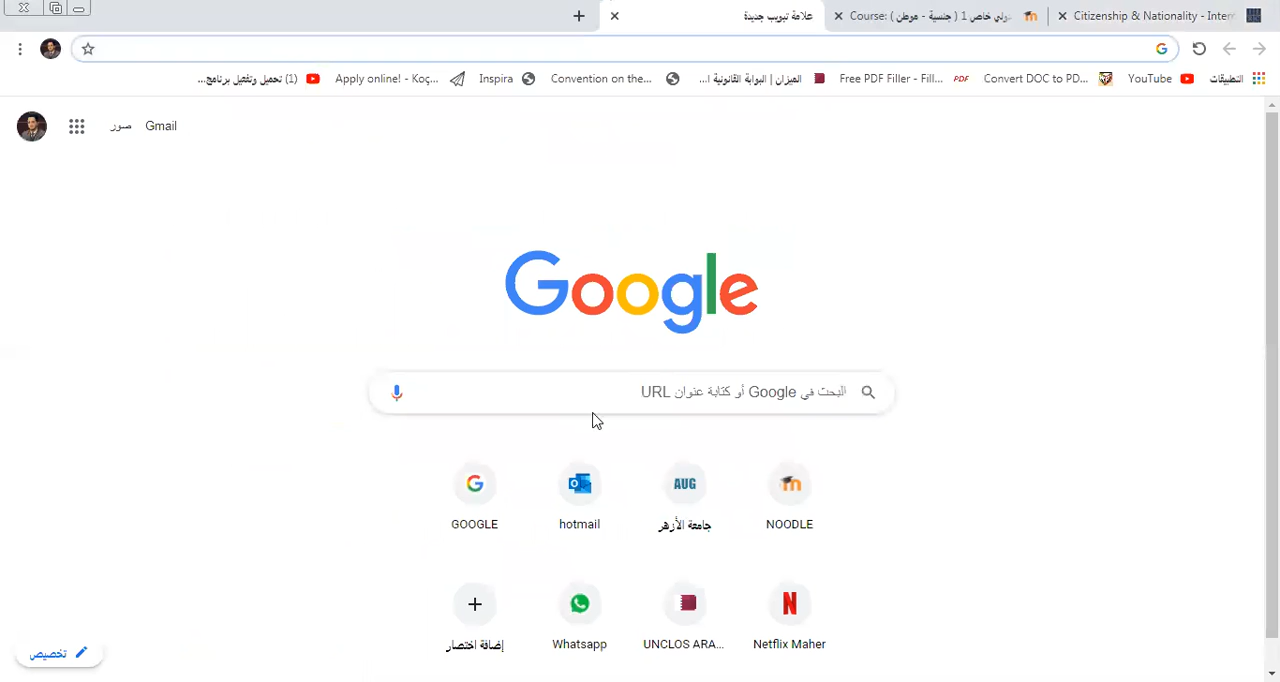 علامة تبويب جديدة
Course: ( جنسية - موطن ) 1 دولي خاص
Citizenship & Nationality - Intern
(1) تحميل وتفعيل برنامج...
Apply online! - Koç...
Inspira
Convention on the...
الميزان | البوابة القانونية ا...
Free PDF Filler - Fill...
Convert DOC to PD...
YouTube
التطبيقات
صور
Gmail
Google
البحث في Google أو كتابة عنوان URL
GOOGLE
hotmail
AUG
جامعة الأزهر
NOODLE
إضافة اختصار
Whatsapp
UNCLOS ARA...
Netflix Maher
تخصيص